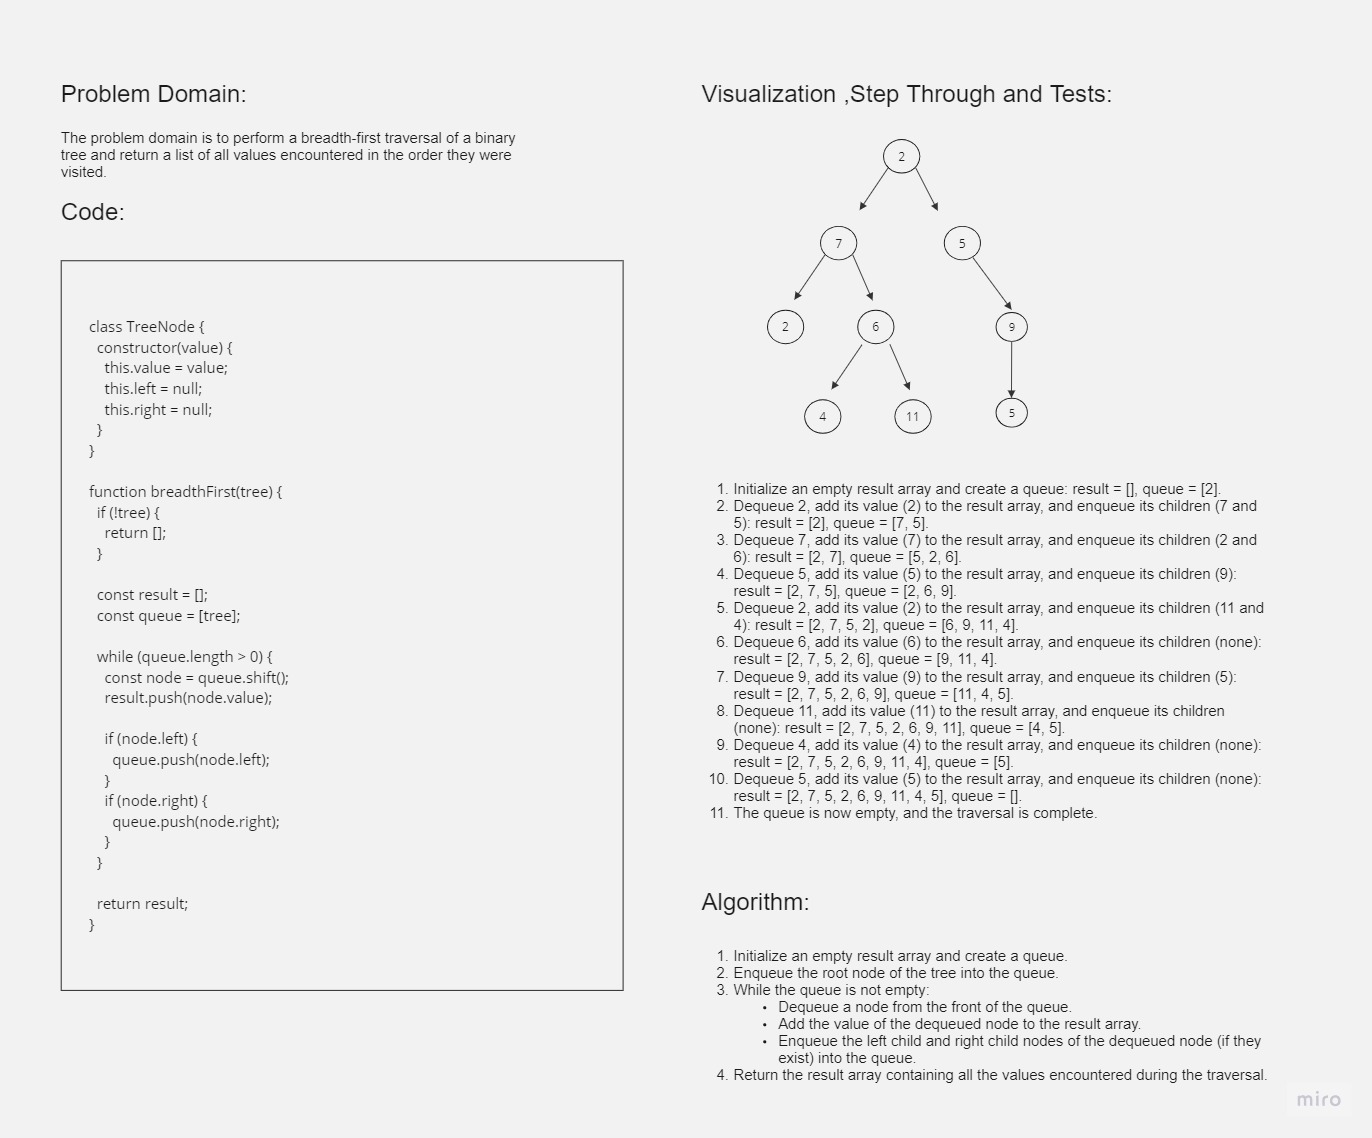 Problem Domain:
The problem domain is to perform a breadth-first traversal of a binary
tree and return a list of all values encountered in the order they were
visited.
Code:
class TreeNode {
constructor(value) {
this.value = value;
this.left = null;
this.right = null;
}
}
function breadthFirst(tree) {
if (!tree) {
return [];
}
const result = [];
const queue = [tree];
while (queue.length > 0) {
const node = queue.shift();
result.push(node.value);
if (node.left) {
queue.push(node.left);
}
if (node.right) {
queue.push(node.right);
}
}
return result;
}
Visualization ,Step Through and Tests:
2
7
5
2
6
9
4
11
5
1. Initialize an empty result array and create a queue: result = [], queue = [2].
2. Dequeue 2, add its value (2) to the result array, and enqueue its children (7 and
5): result = [2], queue = [7, 5].
3. Dequeue 7, add its value (7) to the result array, and enqueue its children (2 and
6): result = [2, 7], queue = [5, 2, 6].
4. Dequeue 5, add its value (5) to the result array, and enqueue its children (9):
result = [2, 7, 5], queue = [2, 6, 9].
5. Dequeue 2, add its value (2) to the result array, and enqueue its children (11 and
4): result = [2, 7, 5, 2], queue = [6, 9, 11, 4].
6. Dequeue 6, add its value (6) to the result array, and enqueue its children (none):
result = [2, 7, 5, 2, 6], queue = [9, 11, 4].
7. Dequeue 9, add its value (9) to the result array, and enqueue its children (5):
result = [2, 7, 5, 2, 6, 9], queue = [11, 4, 5].
8. Dequeue 11, add its value (11) to the result array, and enqueue its children
(none): result = [2, 7, 5, 2, 6, 9, 11], queue = [4, 5].
9. Dequeue 4, add its value (4) to the result array, and enqueue its children (none):
result = [2, 7, 5, 2, 6, 9, 11, 4], queue = [5].
10. Dequeue 5, add its value (5) to the result array, and enqueue its children (none):
result = [2, 7, 5, 2, 6, 9, 11, 4, 5], queue = [].
11. The queue is now empty, and the traversal is complete.
Algorithm:
1. Initialize an empty result array and create a queue.
2. Enqueue the root node of the tree into the queue.
3. While the queue is not empty:
• Dequeue a node from the front of the queue.
• Add the value of the dequeued node to the result array.
• Enqueue the left child and right child nodes of the dequeued node (if they
exist) into the queue.
4. Return the result array containing all the values encountered during the traversal.
miro